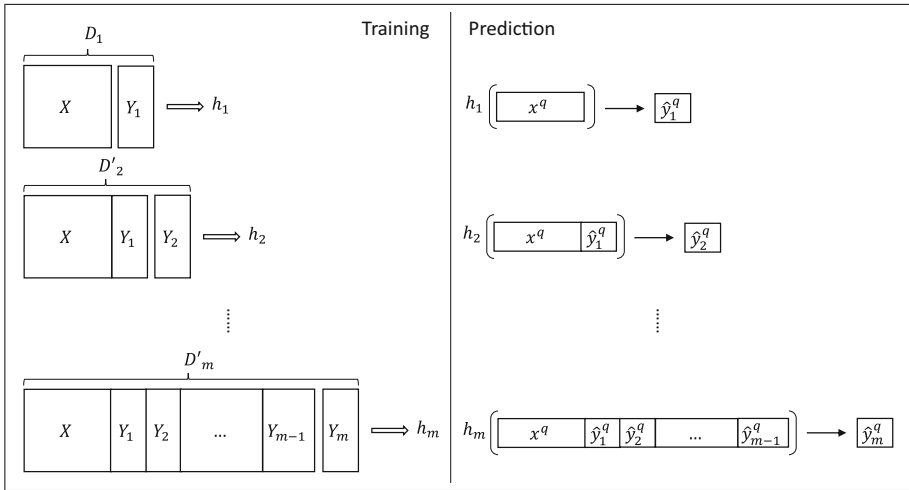 Training
D₁
X Y₁ ⇒ h₁
D′₂
X Y₁ Y₂ ⇒ h₂
......
D′ₘ
X Y₁ Y₂ ... Yₘ₋₁ Yₘ ⇒ hₘ
Prediction
h₁ ( x^q ) → ŷ₁^q
h₂ ( x^q ŷ₁^q ) → ŷ₂^q
......
hₘ ( x^q ŷ₁^q ŷ₂^q ... ŷₘ₋₁^q ) → ŷₘ^q